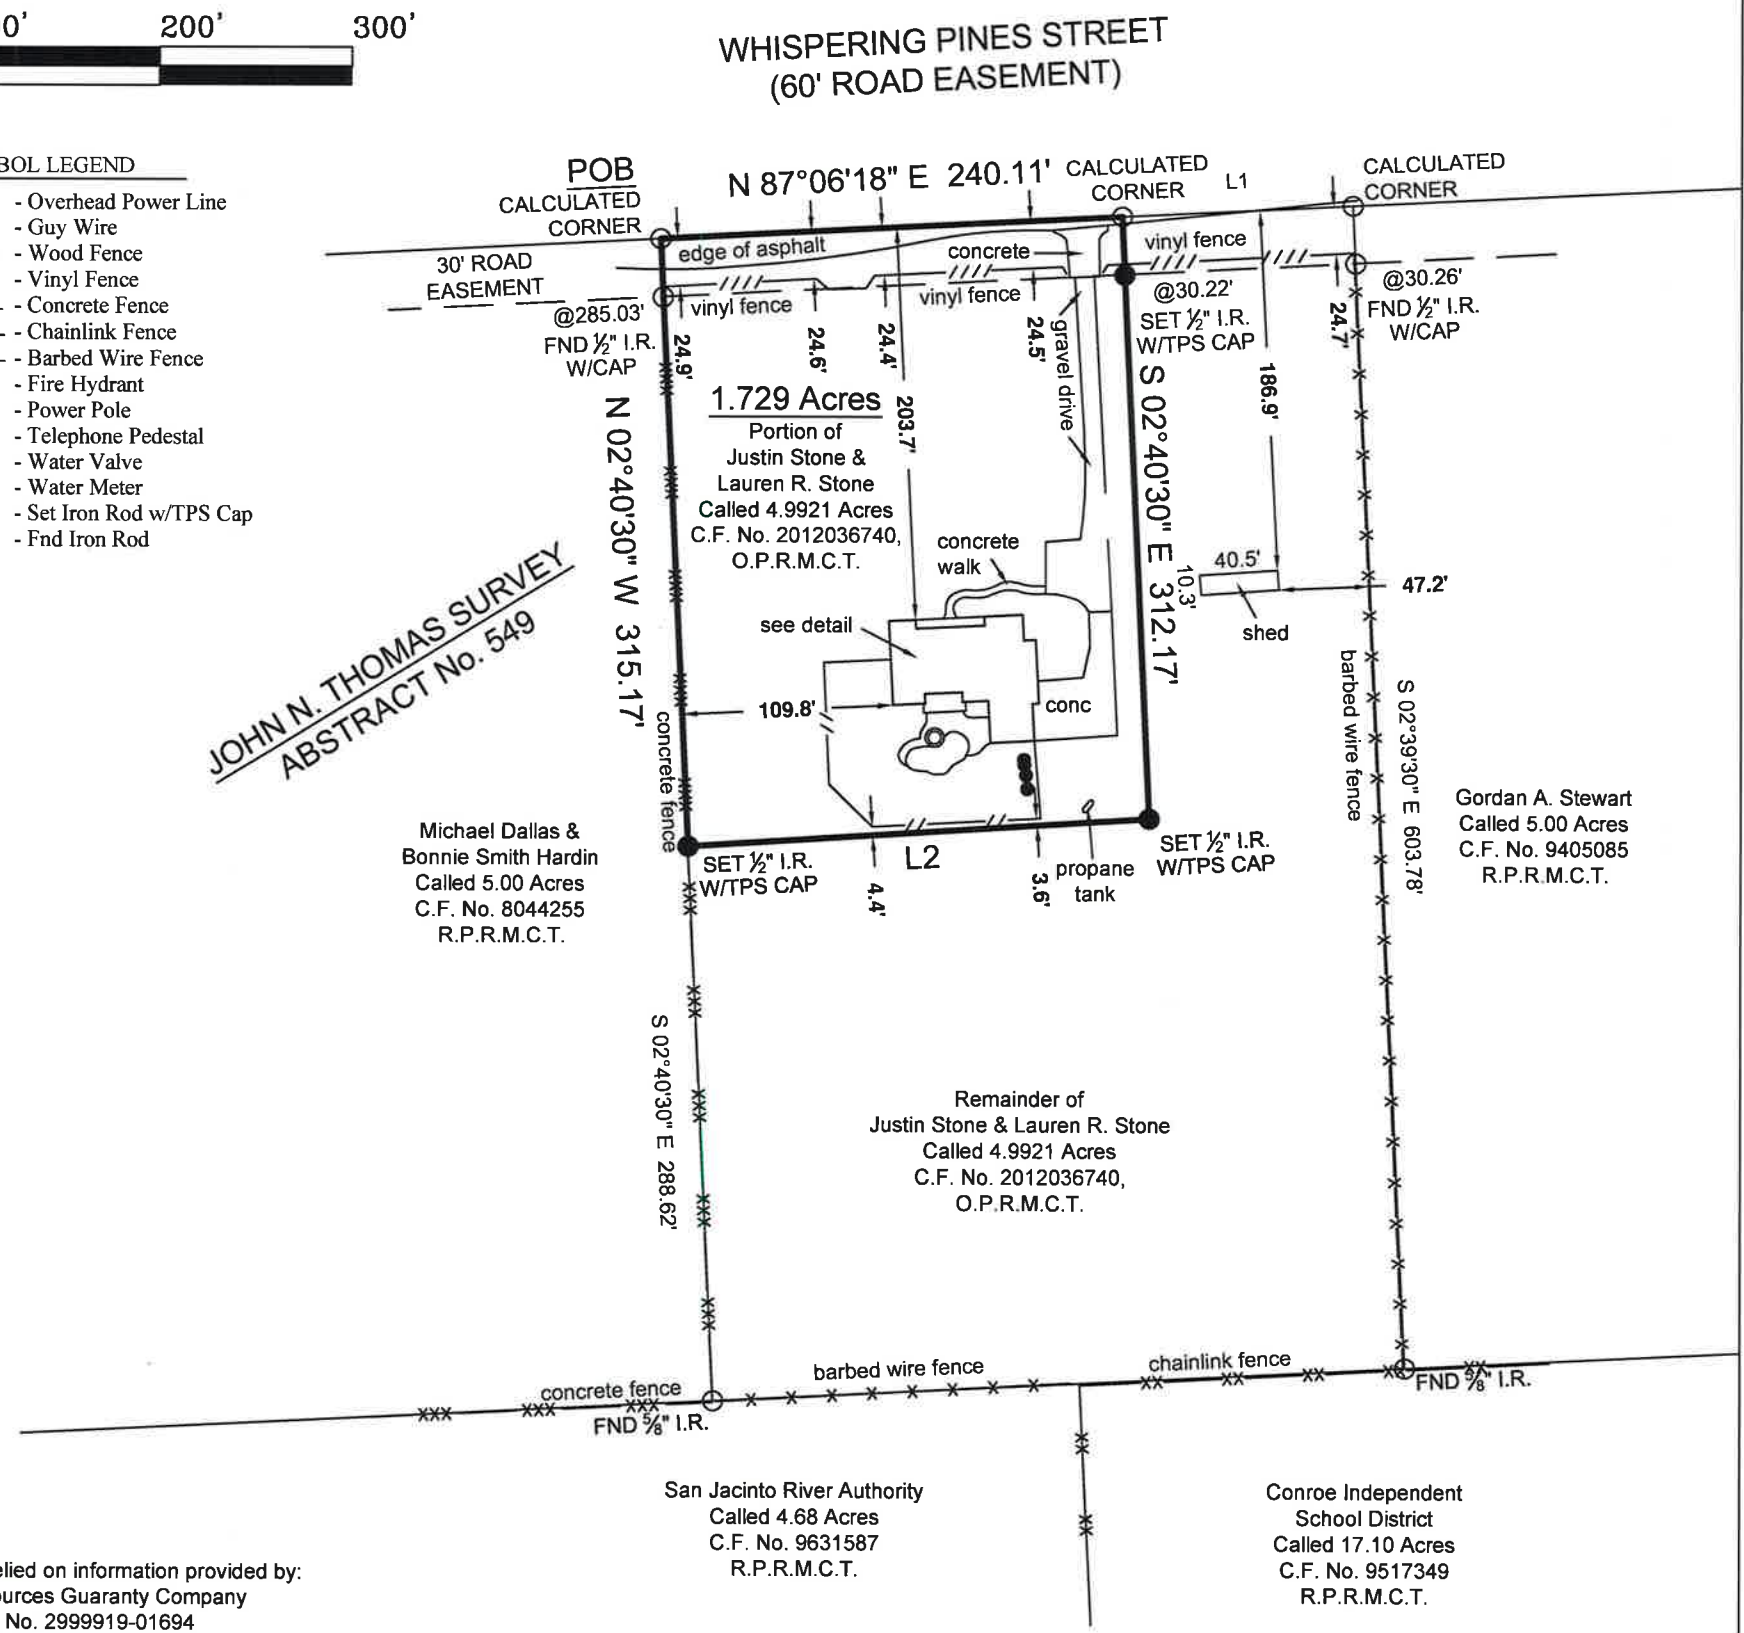 0'
200'
300'
WHISPERING PINES STREET
(60' ROAD EASEMENT)
BOL LEGEND
- Overhead Power Line
- Guy Wire
- Wood Fence
- Vinyl Fence
- Concrete Fence
- Chainlink Fence
- Barbed Wire Fence
- Fire Hydrant
- Power Pole
- Telephone Pedestal
- Water Valve
- Water Meter
- Set Iron Rod w/TPS Cap
- Fnd Iron Rod
POB
CALCULATED
CORNER
N 87°06'18" E 240.11'
CALCULATED
CORNER
L1
CALCULATED
CORNER
30' ROAD
EASEMENT
edge of asphalt
concrete
vinyl fence
vinyl fence
vinyl fence
@285.03'
FND ½" I.R.
W/CAP
@30.22'
SET ½" I.R.
W/TPS CAP
@30.26'
FND ½" I.R.
W/CAP
24.9'
24.6'
24.4'
24.5'
24.7'
gravel drive
203.7'
186.9'
1.729 Acres
Portion of
Justin Stone &
Lauren R. Stone
Called 4.9921 Acres
C.F. No. 2012036740,
O.P.R.M.C.T.
N 02°40'30" W 315.17'
S 02°40'30" E 312.17'
JOHN N. THOMAS SURVEY
ABSTRACT No. 549
concrete
walk
see detail
40.5'
10.3'
shed
47.2'
109.8'
conc
concrete fence
barbed wire fence
S 02°39'30" E 603.78'
Michael Dallas &
Bonnie Smith Hardin
Called 5.00 Acres
C.F. No. 8044255
R.P.R.M.C.T.
Gordan A. Stewart
Called 5.00 Acres
C.F. No. 9405085
R.P.R.M.C.T.
SET ½" I.R.
W/TPS CAP
L2
4.4'
3.6'
propane
tank
SET ½" I.R.
W/TPS CAP
S 02°40'30" E 288.62'
Remainder of
Justin Stone & Lauren R. Stone
Called 4.9921 Acres
C.F. No. 2012036740,
O.P.R.M.C.T.
concrete fence
barbed wire fence
chainlink fence
FND ⅝" I.R.
FND ⅝" I.R.
San Jacinto River Authority
Called 4.68 Acres
C.F. No. 9631587
R.P.R.M.C.T.
Conroe Independent
School District
Called 17.10 Acres
C.F. No. 9517349
R.P.R.M.C.T.
elied on information provided by:
ources Guaranty Company
No. 2999919-01694